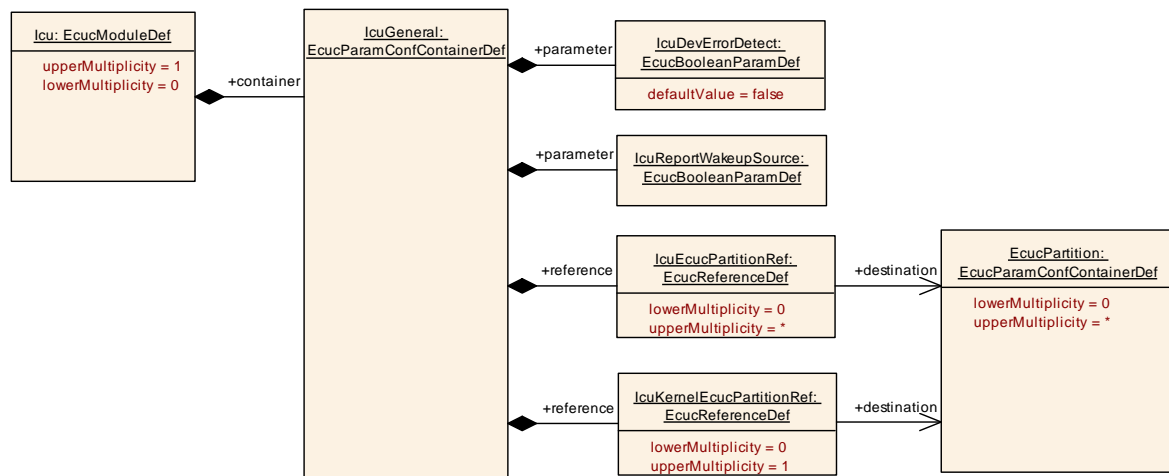 Icu: EcucModuleDef
upperMultiplicity = 1
lowerMultiplicity = 0
+container
IcuGeneral:
EcucParamConfContainerDef
+parameter
IcuDevErrorDetect:
EcucBooleanParamDef
defaultValue = false
+parameter
IcuReportWakeupSource:
EcucBooleanParamDef
+reference
IcuEcucPartitionRef:
EcucReferenceDef
lowerMultiplicity = 0
upperMultiplicity = *
+destination
EcucPartition:
EcucParamConfContainerDef
lowerMultiplicity = 0
upperMultiplicity = *
+reference
IcuKernelEcucPartitionRef:
EcucReferenceDef
lowerMultiplicity = 0
upperMultiplicity = 1
+destination